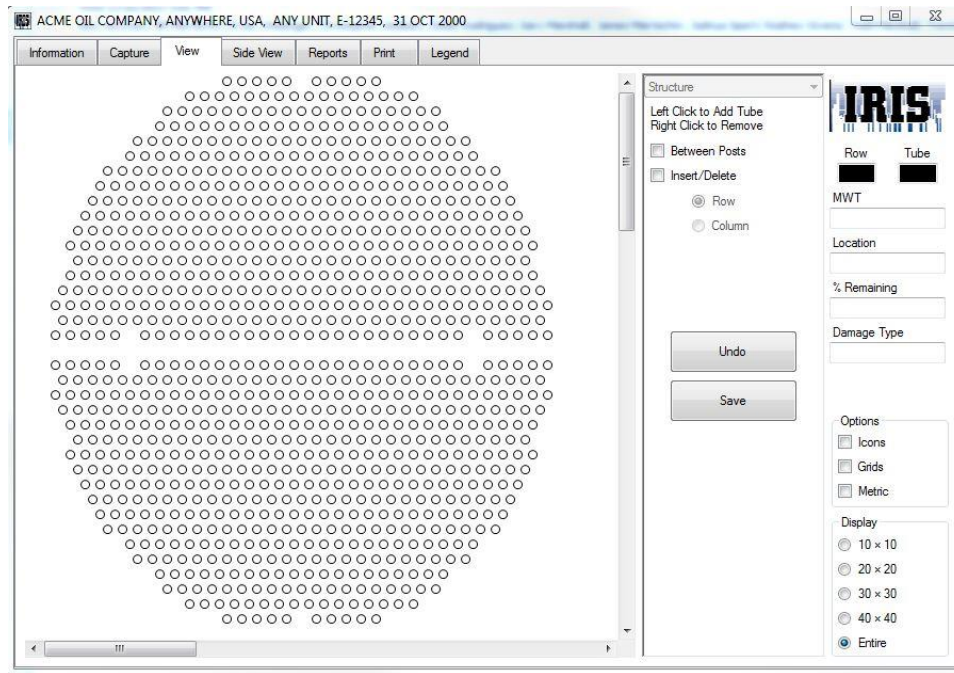 ACME OIL COMPANY, ANYWHERE, USA, ANY UNIT, E-12345, 31 OCT 2000
Information Capture View Side View Reports Print Legend
Structure
Left Click to Add Tube
Right Click to Remove
Between Posts
Insert/Delete
Row
Column
Undo
Save
IRIS
Row Tube
MWT
Location
% Remaining
Damage Type
Options
Icons
Grids
Metric
Display
10 × 10
20 × 20
30 × 30
40 × 40
Entire